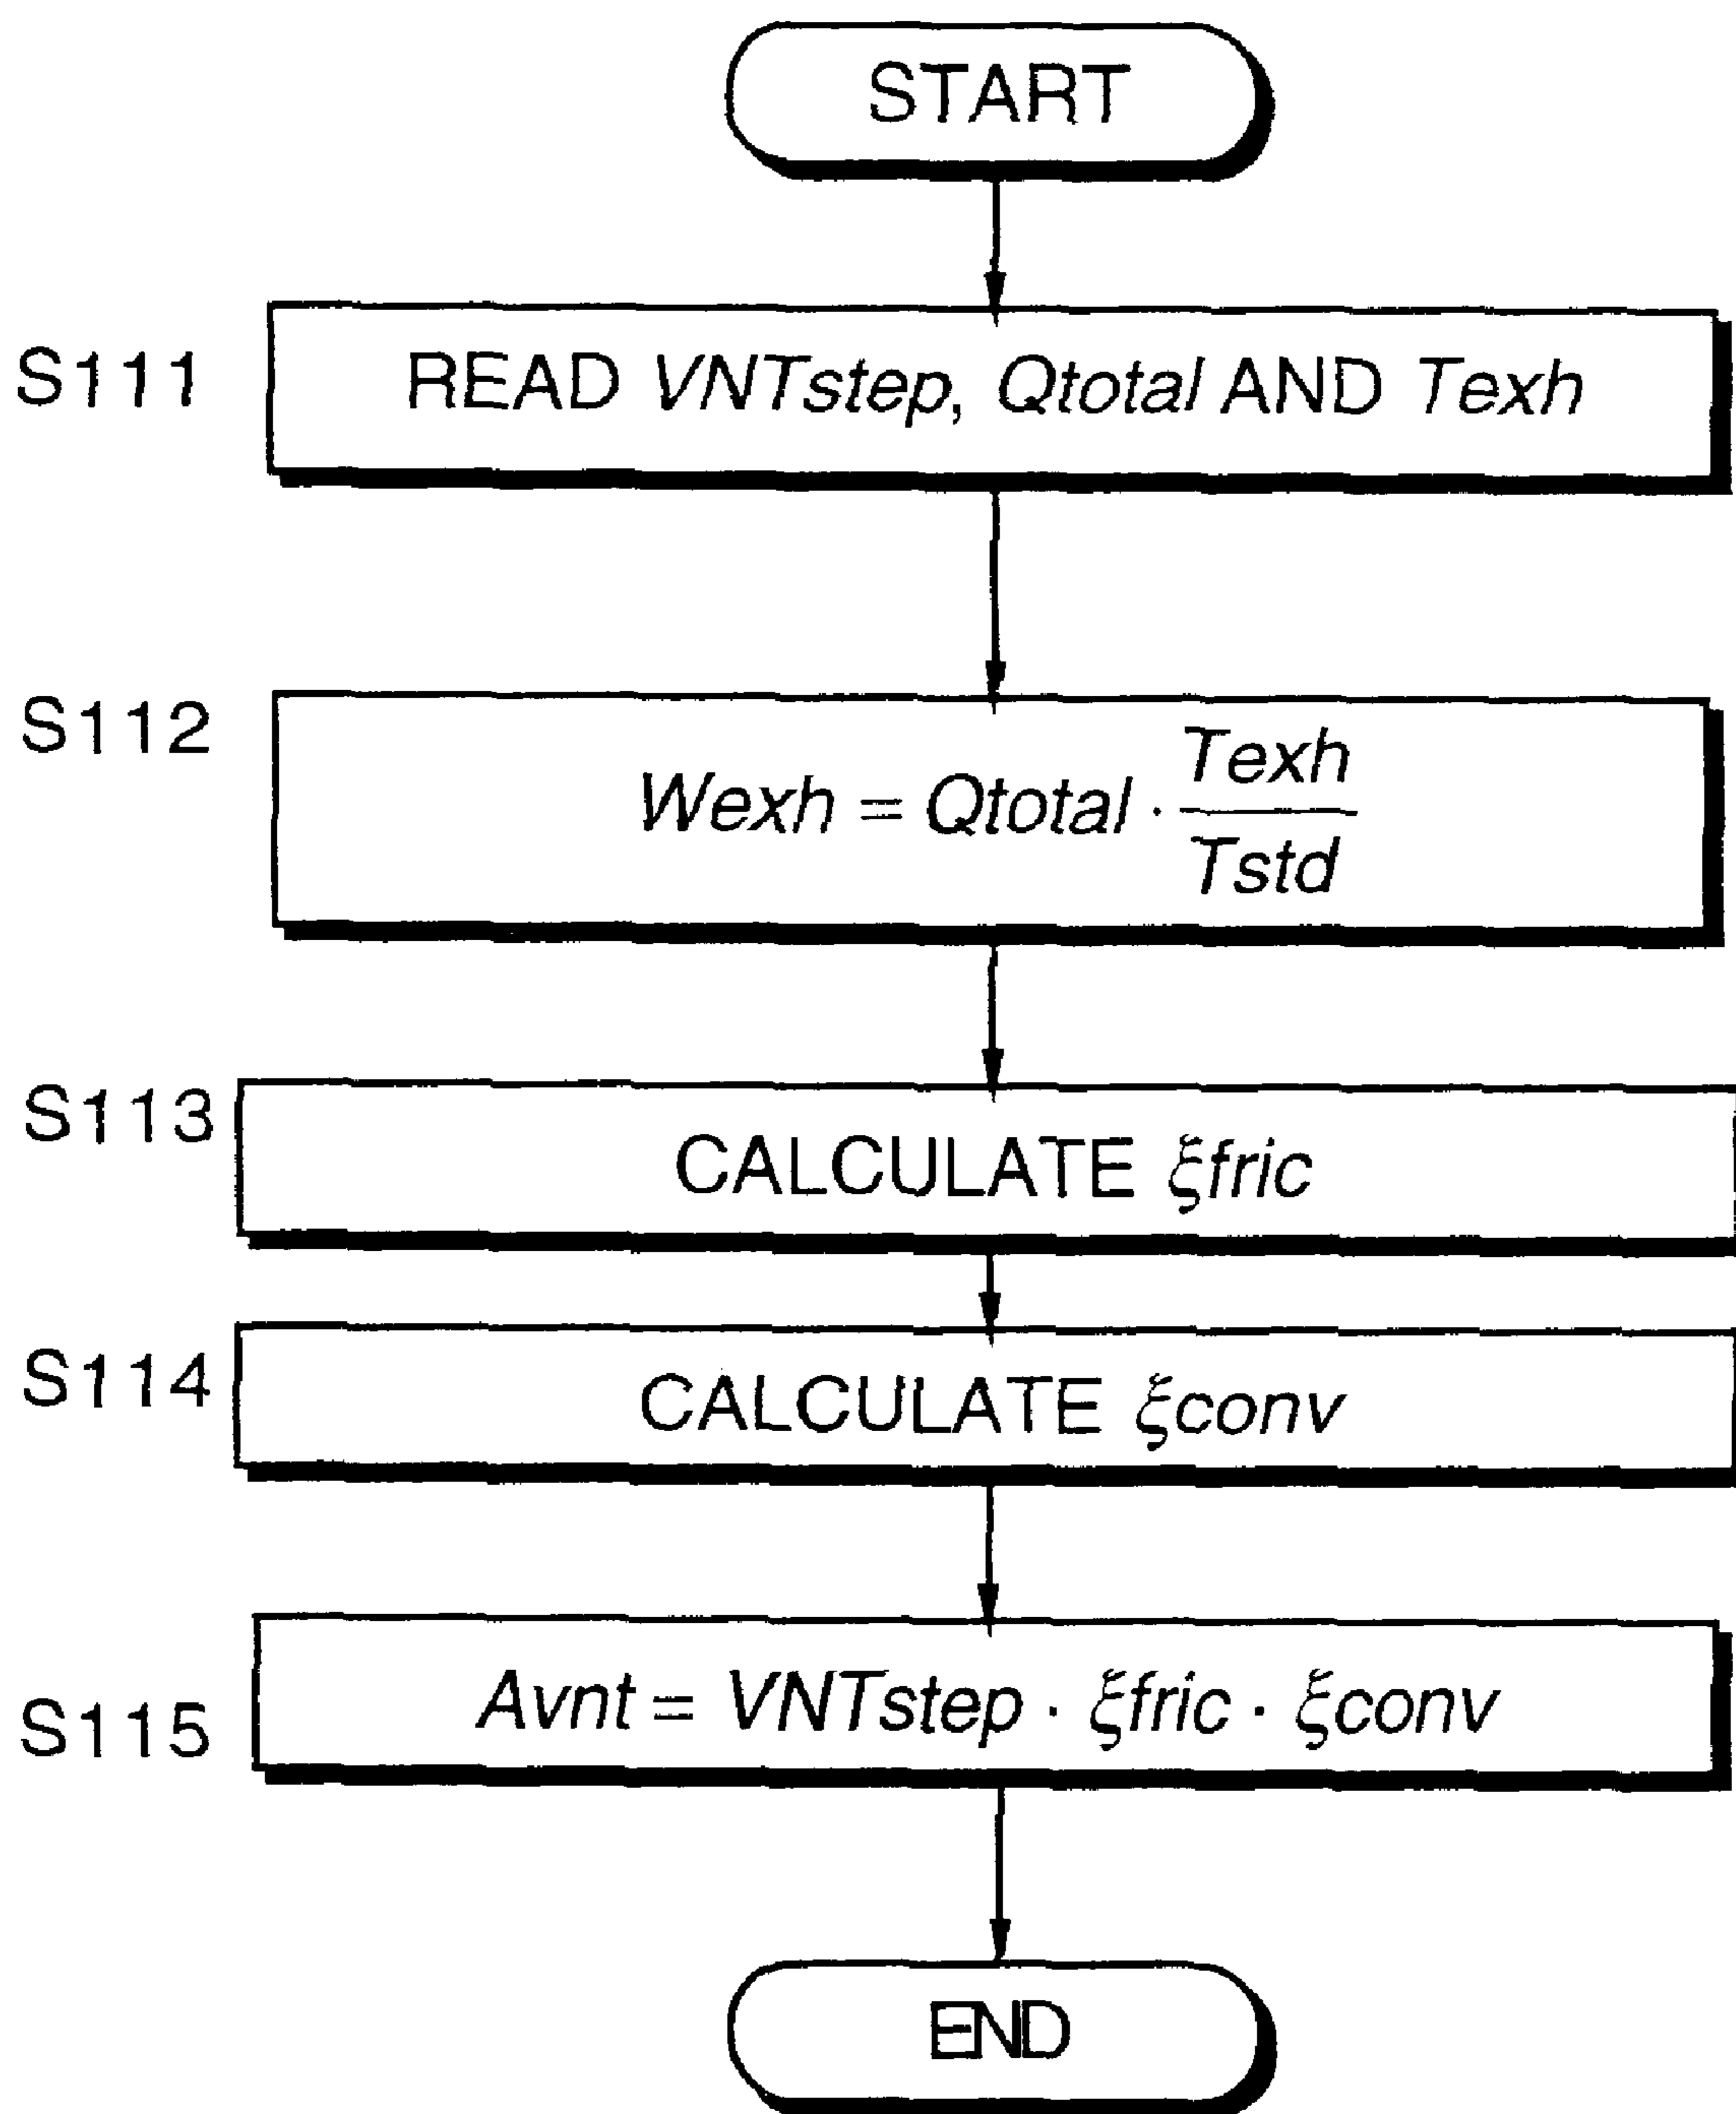 START
S111
READ VNTstep, Qtotal AND Texh
S112
Wexh = Qtotal · Texh / Tstd
S113
CALCULATE ξfric
S114
CALCULATE ξconv
S115
Avnt = VNTstep · ξfric · ξconv
END